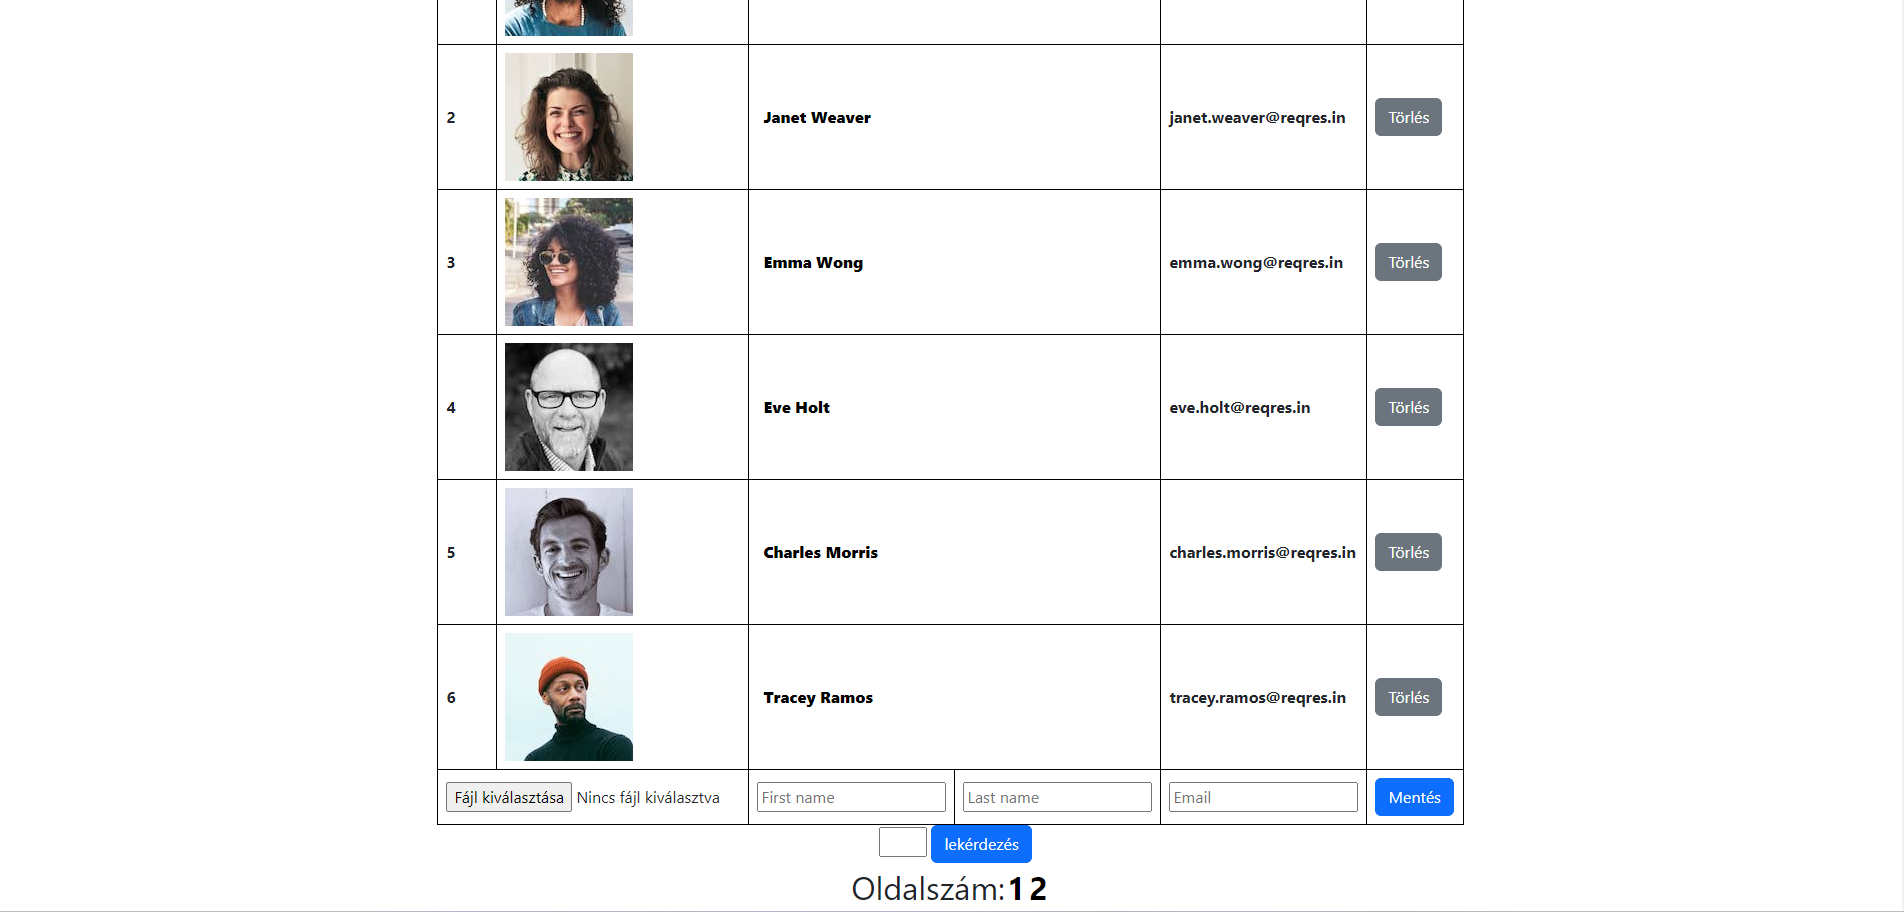 2 Janet Weaver janet.weaver@reqres.in Törlés
3 Emma Wong emma.wong@reqres.in Törlés
4 Eve Holt eve.holt@reqres.in Törlés
5 Charles Morris charles.morris@reqres.in Törlés
6 Tracey Ramos tracey.ramos@reqres.in Törlés
Fájl kiválasztása Nincs fájl kiválasztva First name Last name Email Mentés
lekérdezés
Oldalszám: 1 2